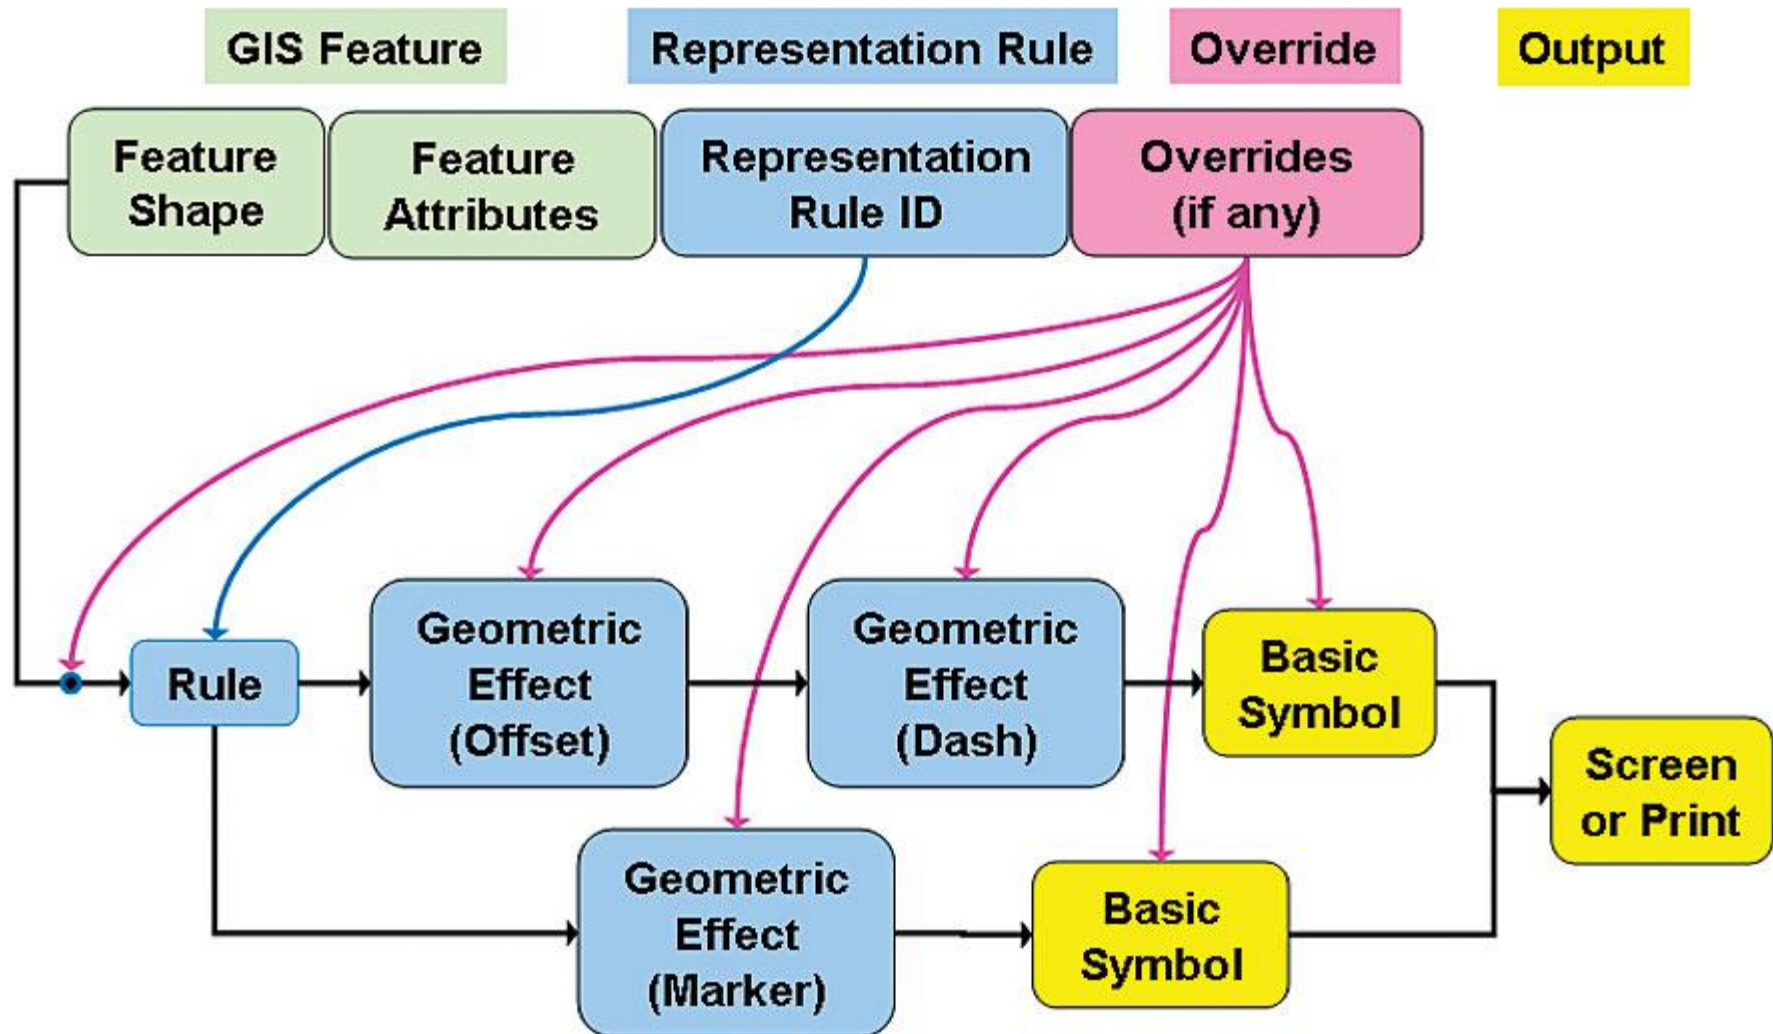 GIS Feature
Representation Rule
Override
Output
Feature
Shape
Feature
Attributes
Representation
Rule ID
Overrides
(if any)
Rule
Geometric
Effect
(Offset)
Geometric
Effect
(Dash)
Basic
Symbol
Screen
or Print
Geometric
Effect
(Marker)
Basic
Symbol